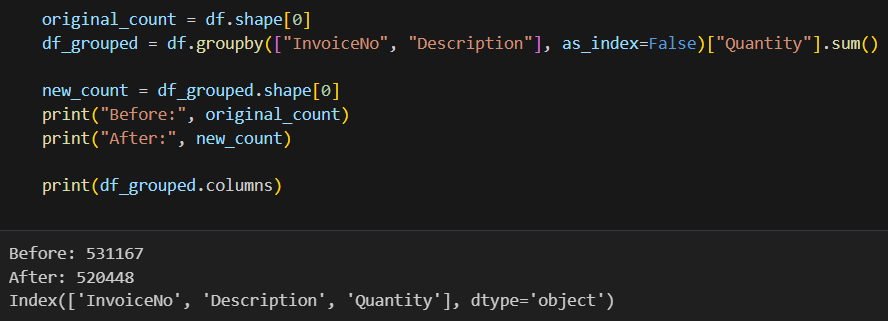 original_count = df.shape[0]
df_grouped = df.groupby(["InvoiceNo", "Description"], as_index=False)["Quantity"].sum()
new_count = df_grouped.shape[0]
print("Before:", original_count)
print("After:", new_count)
print(df_grouped.columns)
Before: 531167
After: 520448
Index(['InvoiceNo', 'Description', 'Quantity'], dtype='object')